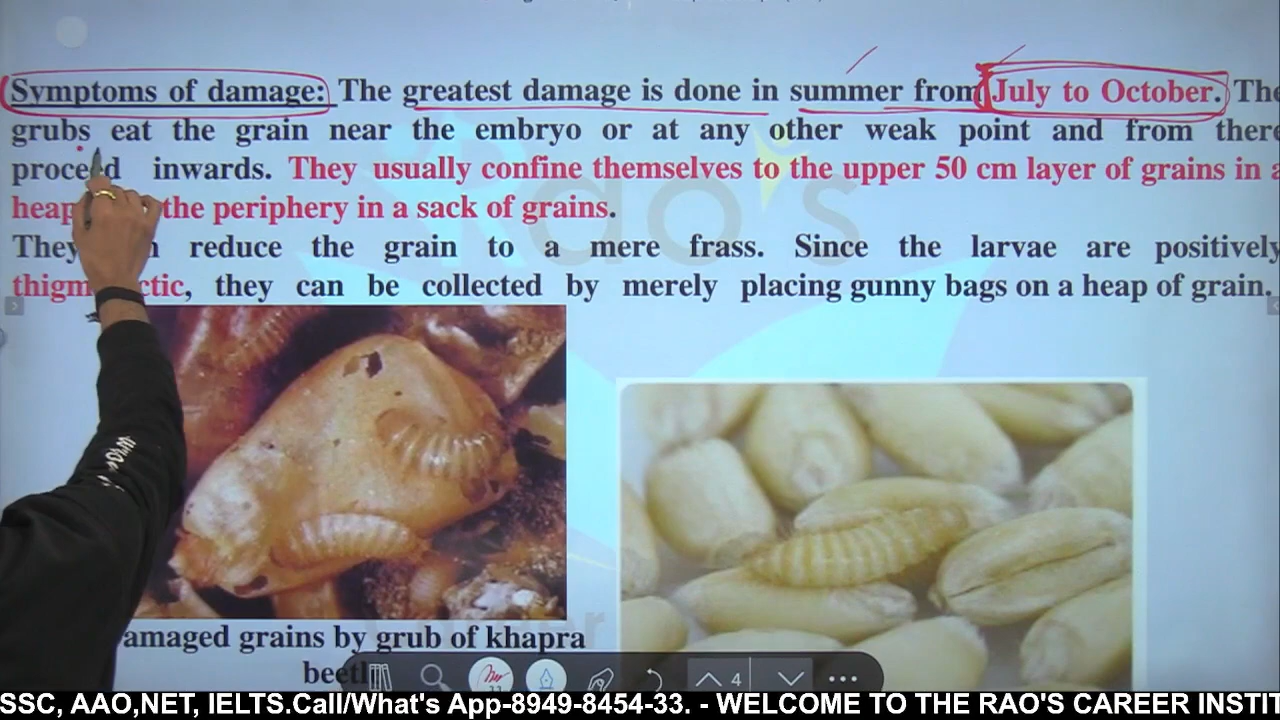 Symptoms of damage: The greatest damage is done in summer from July to October. The
grubs eat the grain near the embryo or at any other weak point and from there
proceed inwards. They usually confine themselves to the upper 50 cm layer of grains in a
heap the periphery in a sack of grains.
They reduce the grain to a mere frass. Since the larvae are positively
thigm ctic, they can be collected by merely placing gunny bags on a heap of grain.
Rao's
amaged grains by grub of khapra
beetl
4
SSC, AAO,NET, IELTS.Call/What's App-8949-8454-33. - WELCOME TO THE RAO'S CAREER INSTIT